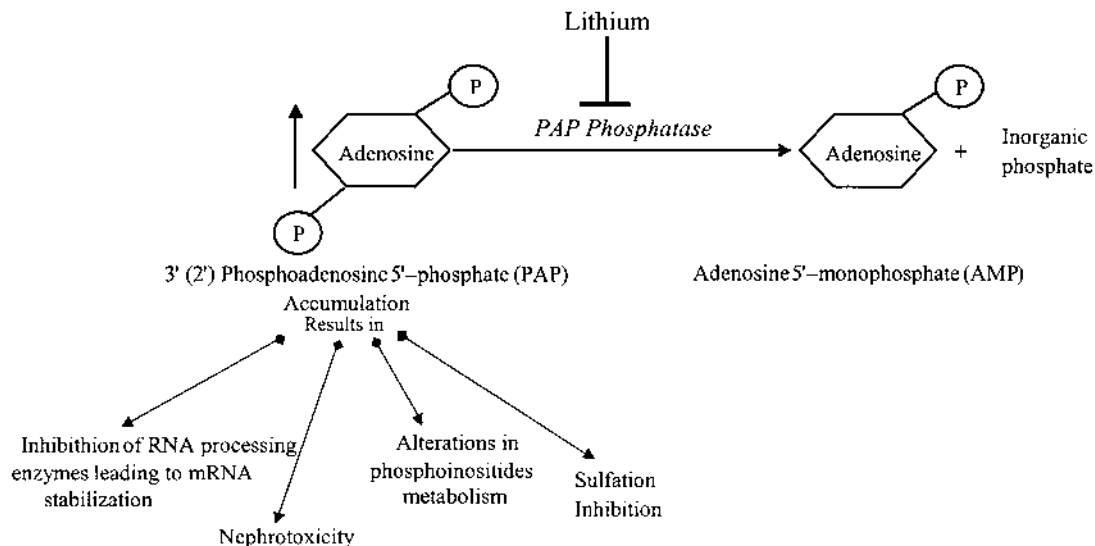 Lithium
P
P
PAP Phosphatase
Adenosine
Adenosine
+
Inorganic
phosphate
P
3' (2') Phosphoadenosine 5'–phosphate (PAP)
Adenosine 5'–monophosphate (AMP)
Accumulation
Results in
Inhibithion of RNA processing
enzymes leading to mRNA
stabilization
Alterations in
phosphoinositides
metabolism
Sulfation
Inhibition
Nephrotoxicity